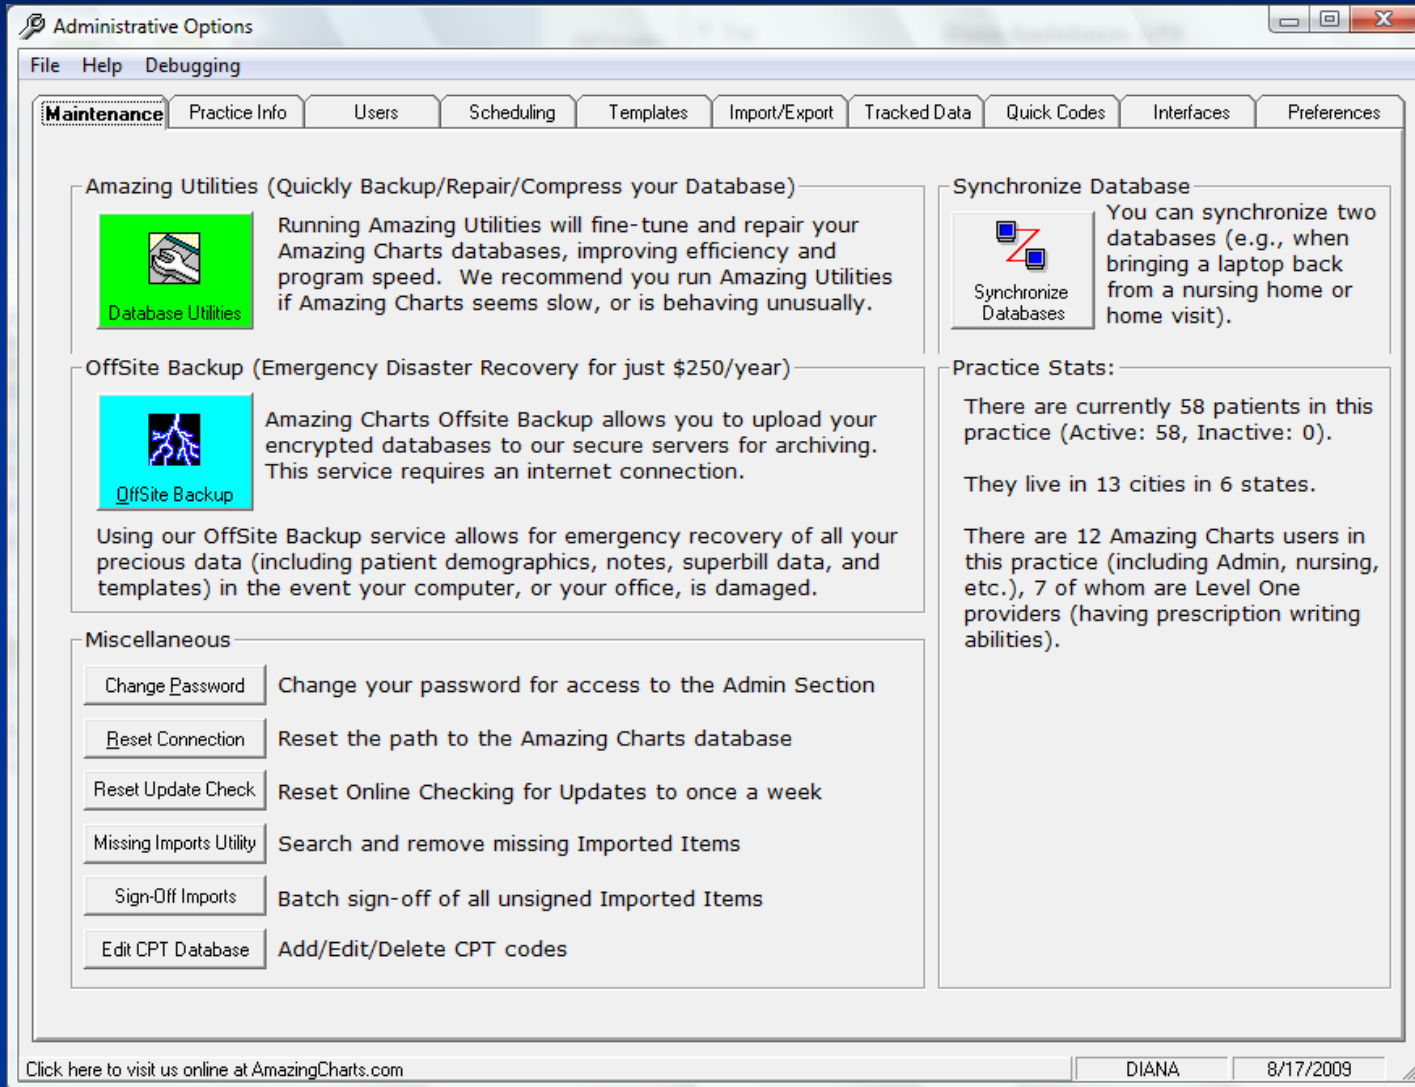 Administrative Options
File Help Debugging
Maintenance Practice Info Users Scheduling Templates Import/Export Tracked Data Quick Codes Interfaces Preferences
Amazing Utilities (Quickly Backup/Repair/Compress your Database)
Database Utilities
Running Amazing Utilities will fine-tune and repair your
Amazing Charts databases, improving efficiency and
program speed. We recommend you run Amazing Utilities
if Amazing Charts seems slow, or is behaving unusually.
Synchronize Database
Synchronize
Databases
You can synchronize two
databases (e.g., when
bringing a laptop back
from a nursing home or
home visit).
OffSite Backup (Emergency Disaster Recovery for just $250/year)
OffSite Backup
Amazing Charts Offsite Backup allows you to upload your
encrypted databases to our secure servers for archiving.
This service requires an internet connection.
Using our OffSite Backup service allows for emergency recovery of all your
precious data (including patient demographics, notes, superbill data, and
templates) in the event your computer, or your office, is damaged.
Practice Stats:
There are currently 58 patients in this
practice (Active: 58, Inactive: 0).
They live in 13 cities in 6 states.
There are 12 Amazing Charts users in
this practice (including Admin, nursing,
etc.), 7 of whom are Level One
providers (having prescription writing
abilities).
Miscellaneous
Change Password Change your password for access to the Admin Section
Reset Connection Reset the path to the Amazing Charts database
Reset Update Check Reset Online Checking for Updates to once a week
Missing Imports Utility Search and remove missing Imported Items
Sign-Off Imports Batch sign-off of all unsigned Imported Items
Edit CPT Database Add/Edit/Delete CPT codes
Click here to visit us online at AmazingCharts.com DIANA 8/17/2009